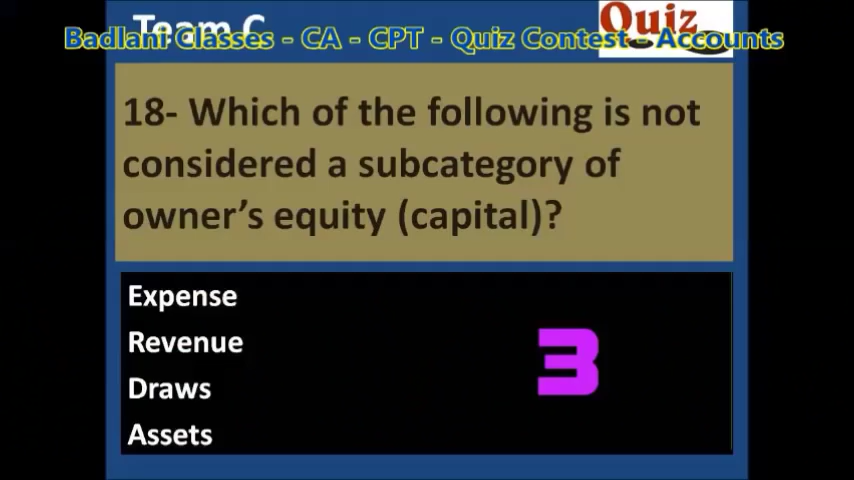 Team C
Quiz
Badlani Classes - CA - CPT - Quiz Contest - Accounts
18- Which of the following is not
considered a subcategory of
owner's equity (capital)?
Expense
Revenue
Draws
Assets
3